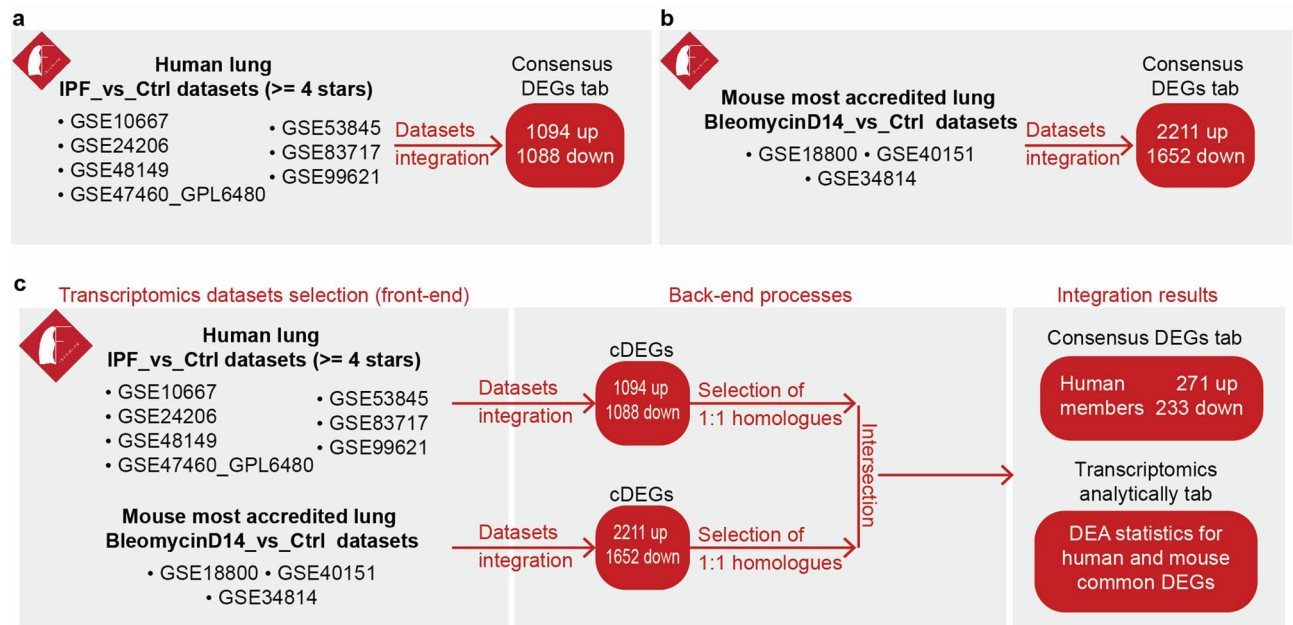 a
Human lung
IPF_vs_Ctrl datasets (>= 4 stars)
• GSE10667
• GSE24206
• GSE48149
• GSE47460_GPL6480
• GSE53845
• GSE83717
• GSE99621
Datasets
integration
Consensus
DEGs tab
1094 up
1088 down
b
Mouse most accredited lung
BleomycinD14_vs_Ctrl datasets
• GSE18800 • GSE40151
• GSE34814
Datasets
integration
Consensus
DEGs tab
2211 up
1652 down
c
Transcriptomics datasets selection (front-end)
Back-end processes
Integration results
Human lung
IPF_vs_Ctrl datasets (>= 4 stars)
• GSE10667
• GSE24206
• GSE48149
• GSE47460_GPL6480
• GSE53845
• GSE83717
• GSE99621
Datasets
integration
cDEGs
1094 up
1088 down
Selection of
1:1 homologues
Mouse most accredited lung
BleomycinD14_vs_Ctrl datasets
• GSE18800 • GSE40151
• GSE34814
Datasets
integration
cDEGs
2211 up
1652 down
Selection of
1:1 homologues
Intersection
Consensus DEGs tab
Human 271 up
members 233 down
Transcriptomics
analytically tab
DEA statistics for
human and mouse
common DEGs